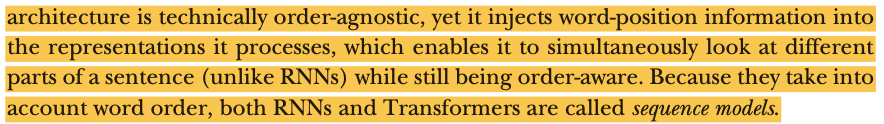 architecture is technically order-agnostic, yet it injects word-position information into
the representations it processes, which enables it to simultaneously look at different
parts of a sentence (unlike RNNs) while still being order-aware. Because they take into
account word order, both RNNs and Transformers are called sequence models.